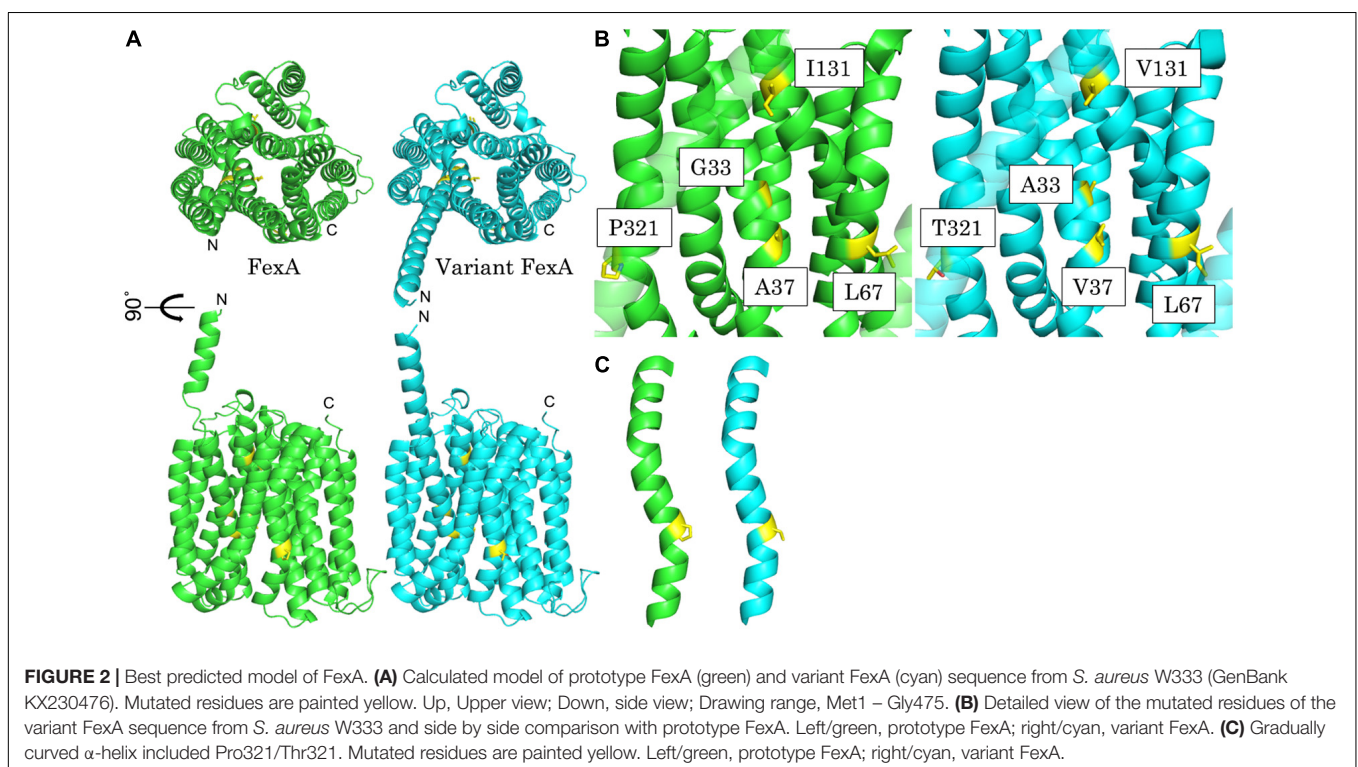 A
B
I131
V131
G33
A33
P321
T321
A37
L67
V37
L67
N
C
C
FexA
Variant FexA
N
90°
N
N
C
C
C
FIGURE 2 | Best predicted model of FexA. (A) Calculated model of prototype FexA (green) and variant FexA (cyan) sequence from S. aureus W333 (GenBank
KX230476). Mutated residues are painted yellow. Up, Upper view; Down, side view; Drawing range, Met1 – Gly475. (B) Detailed view of the mutated residues of the
variant FexA sequence from S. aureus W333 and side by side comparison with prototype FexA. Left/green, prototype FexA; right/cyan, variant FexA. (C) Gradually
curved α-helix included Pro321/Thr321. Mutated residues are painted yellow. Left/green, prototype FexA; right/cyan, variant FexA.